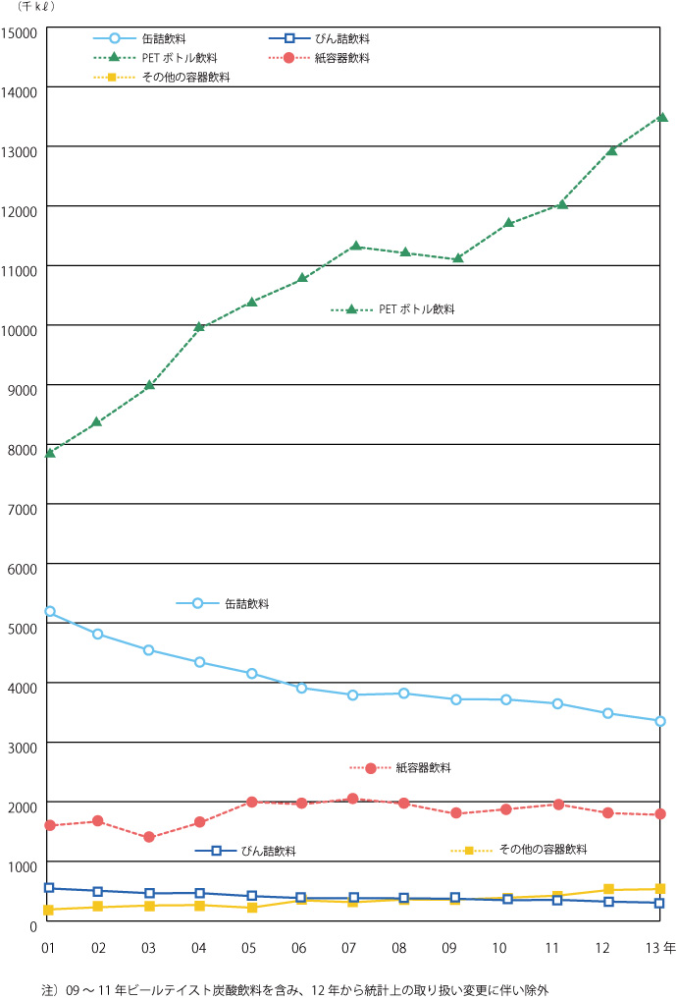 （千 kℓ）
15000
缶詰飲料 びん詰飲料
PET ボトル飲料 紙容器飲料
その他の容器飲料
14000
13000
12000
11000
PET ボトル飲料
10000
9000
8000
7000
6000
缶詰飲料
5000
4000
3000
紙容器飲料
2000
びん詰飲料 その他の容器飲料
1000
0
01 02 03 04 05 06 07 08 09 10 11 12 13 年
注）09 〜 11 年ビールテイスト炭酸飲料を含み、12 年から統計上の取り扱い変更に伴い除外